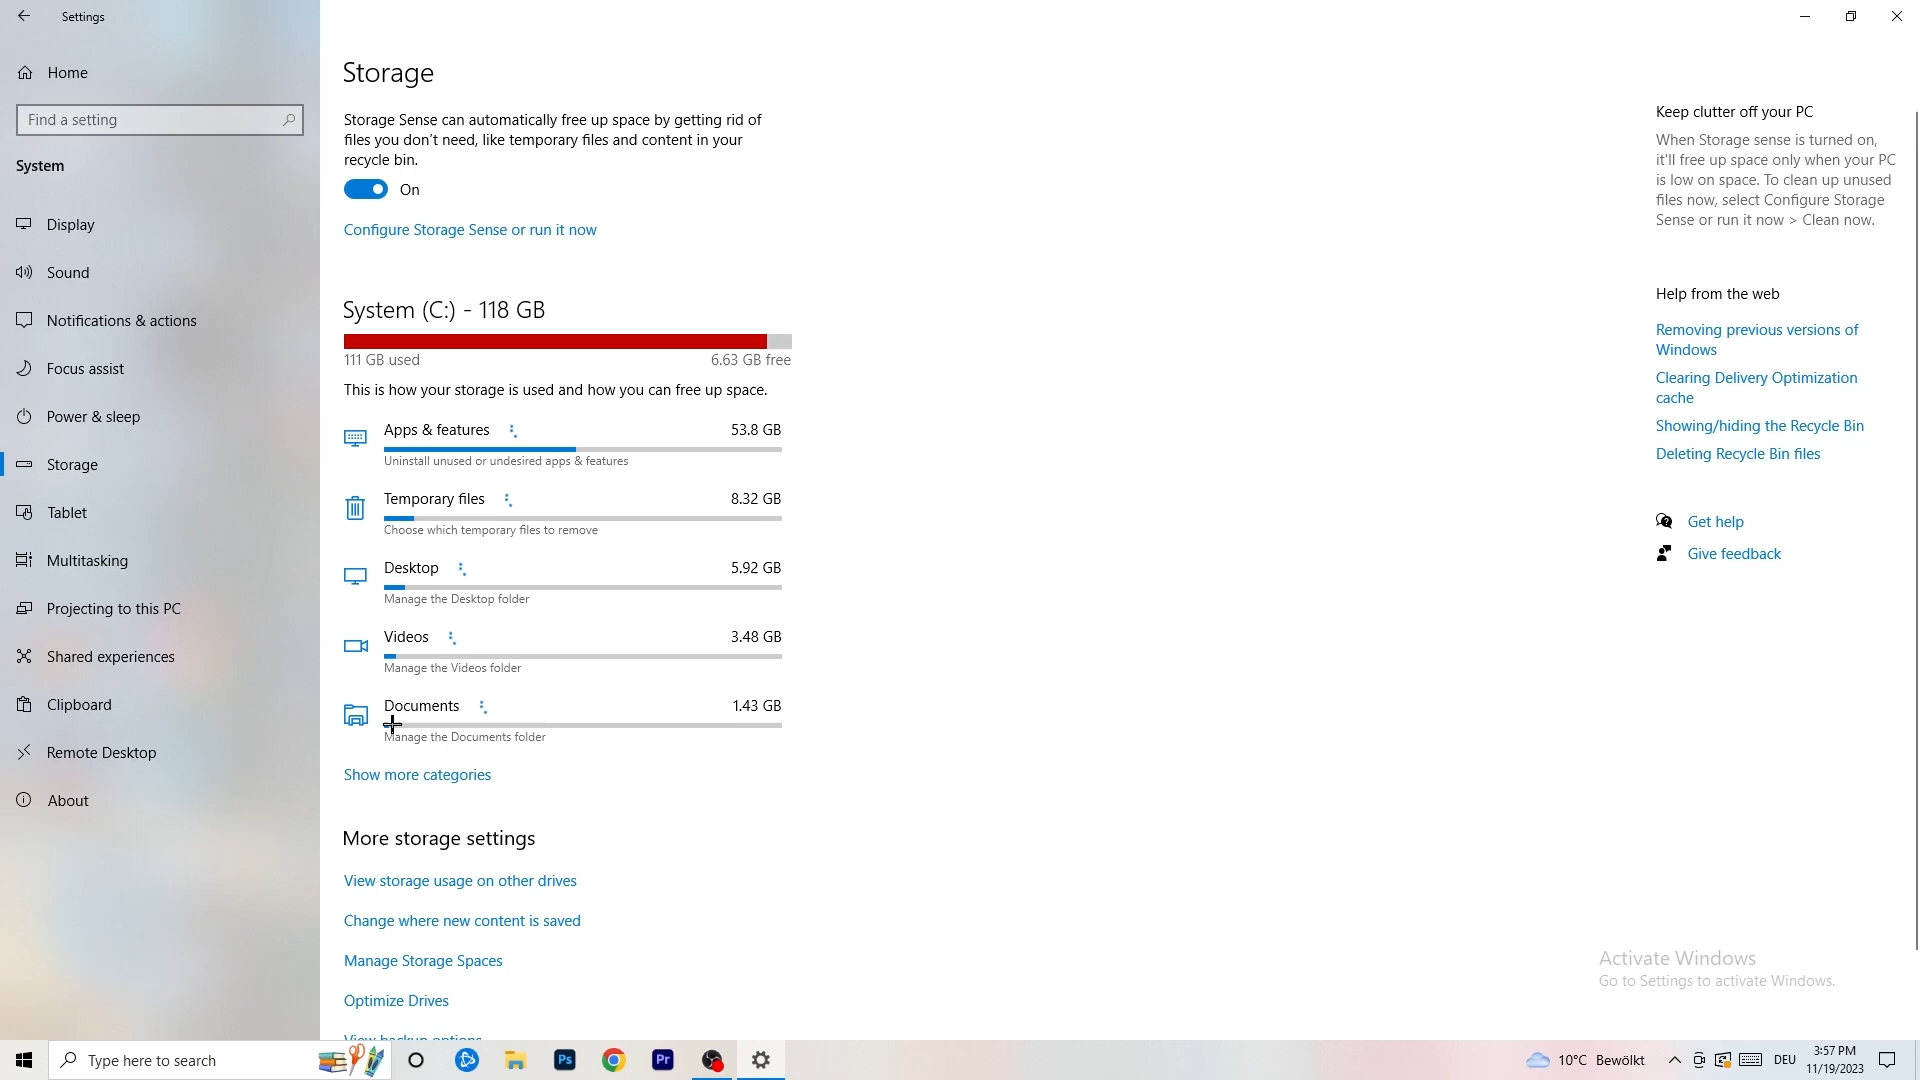 Settings
Home
Find a setting
System
Display
Sound
Notifications & actions
Focus assist
Power & sleep
Storage
Tablet
Multitasking
Projecting to this PC
Shared experiences
Clipboard
Remote Desktop
About
Storage
Storage Sense can automatically free up space by getting rid of
files you don't need, like temporary files and content in your
recycle bin.
On
Configure Storage Sense or run it now
System (C:) - 118 GB
111 GB used 6.63 GB free
This is how your storage is used and how you can free up space.
Apps & features 53.8 GB
Uninstall unused or undesired apps & features
Temporary files 8.32 GB
Choose which temporary files to remove
Desktop 5.92 GB
Manage the Desktop folder
Videos 3.48 GB
Manage the Videos folder
Documents 1.43 GB
Manage the Documents folder
Show more categories
More storage settings
View storage usage on other drives
Change where new content is saved
Manage Storage Spaces
Optimize Drives
View backup options
Keep clutter off your PC
When Storage sense is turned on,
it'll free up space only when your PC
is low on space. To clean up unused
files now, select Configure Storage
Sense or run it now > Clean now.
Help from the web
Removing previous versions of
Windows
Clearing Delivery Optimization
cache
Showing/hiding the Recycle Bin
Deleting Recycle Bin files
Get help
Give feedback
Activate Windows
Go to Settings to activate Windows.
Type here to search
Ps
Pr
10°C Bewölkt
DEU
3:57 PM
11/19/2023